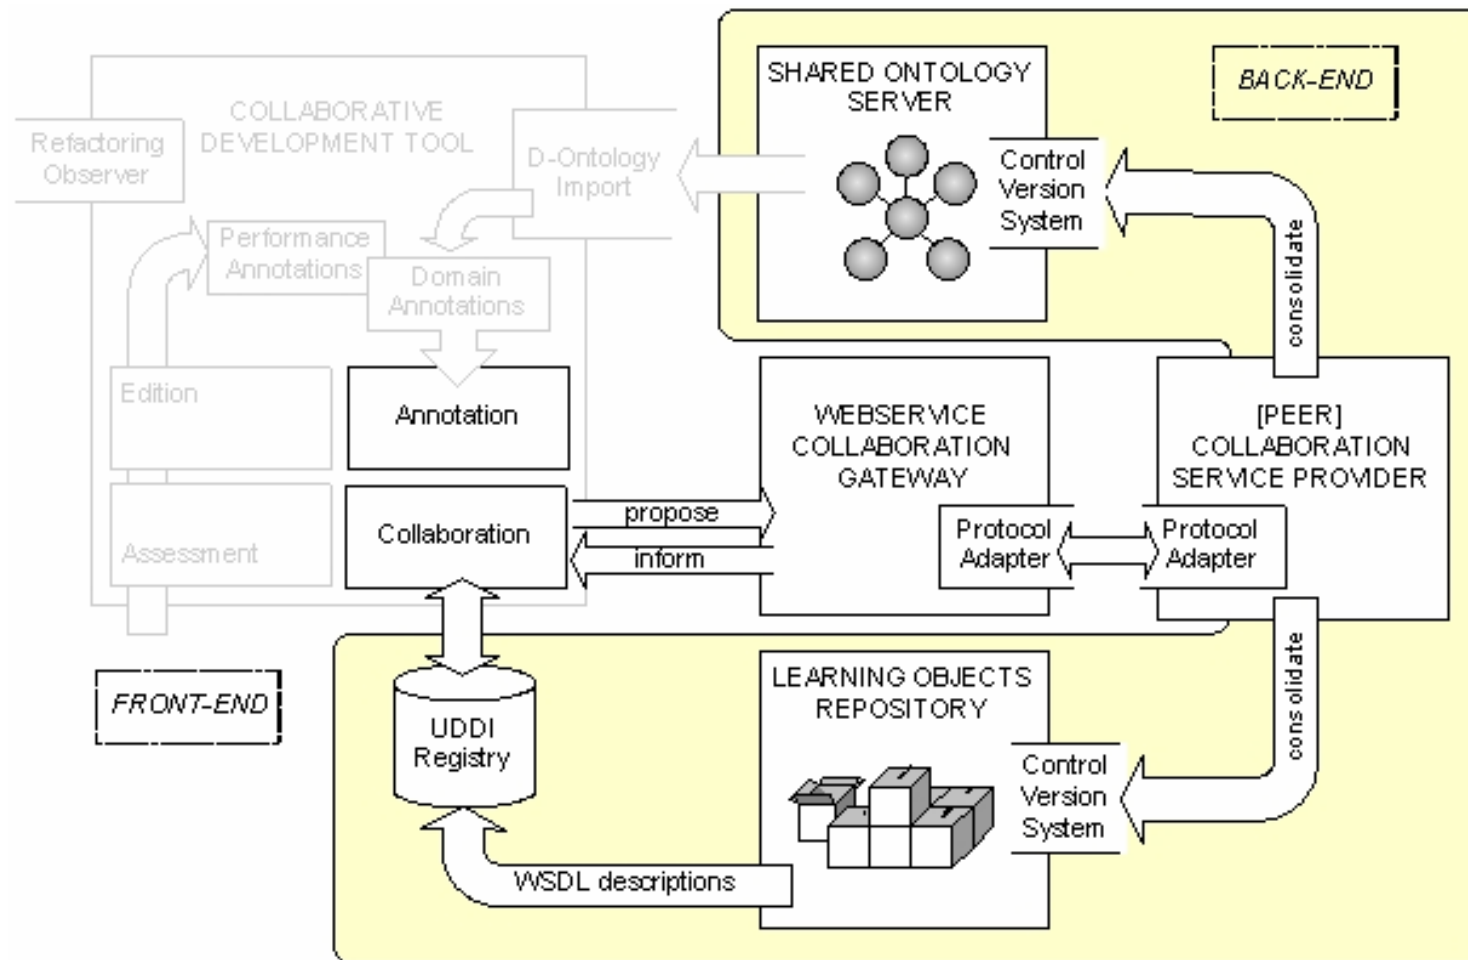 COLLABORATIVE
DEVELOPMENT TOOL
Refactoring
Observer
D-Ontology
Import
Performance
Annotations
Domain
Annotations
Edition
Annotation
Assessment
Collaboration
FRONT-END
SHARED ONTOLOGY
SERVER
Control
Version
System
BACK-END
consolidate
WEBSERVICE
COLLABORATION
GATEWAY
[PEER]
COLLABORATION
SERVICE PROVIDER
propose
inform
Protocol
Adapter
Protocol
Adapter
consolidate
UDDI
Registry
LEARNING OBJECTS
REPOSITORY
Control
Version
System
WSDL descriptions